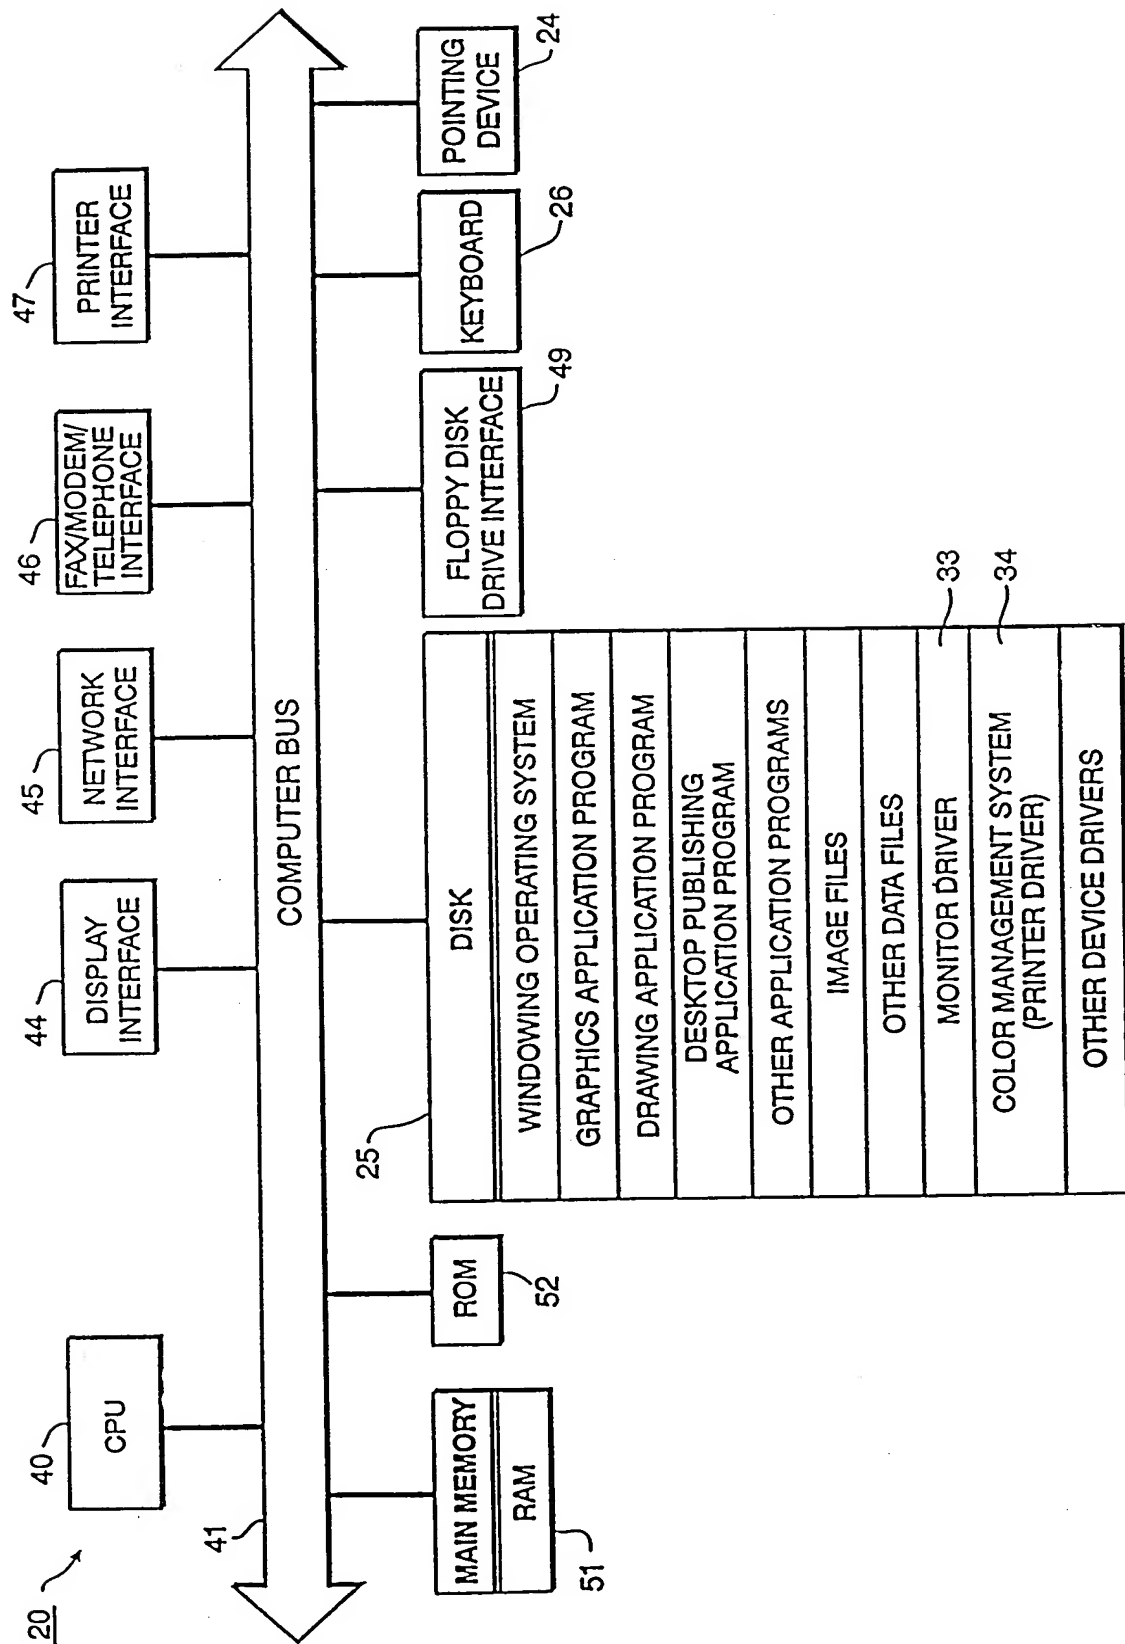 20
40
CPU
44
DISPLAY
INTERFACE
45
NETWORK
INTERFACE
46
FAX/MODEM/
TELEPHONE
INTERFACE
47
PRINTER
INTERFACE
41
COMPUTER BUS
MAIN MEMORY
RAM
51
ROM
52
25
DISK
WINDOWING OPERATING SYSTEM
GRAPHICS APPLICATION PROGRAM
DRAWING APPLICATION PROGRAM
DESKTOP PUBLISHING
APPLICATION PROGRAM
OTHER APPLICATION PROGRAMS
IMAGE FILES
OTHER DATA FILES
MONITOR DRIVER
33
COLOR MANAGEMENT SYSTEM
(PRINTER DRIVER)
34
OTHER DEVICE DRIVERS
FLOPPY DISK
DRIVE INTERFACE
49
KEYBOARD
26
POINTING
DEVICE
24